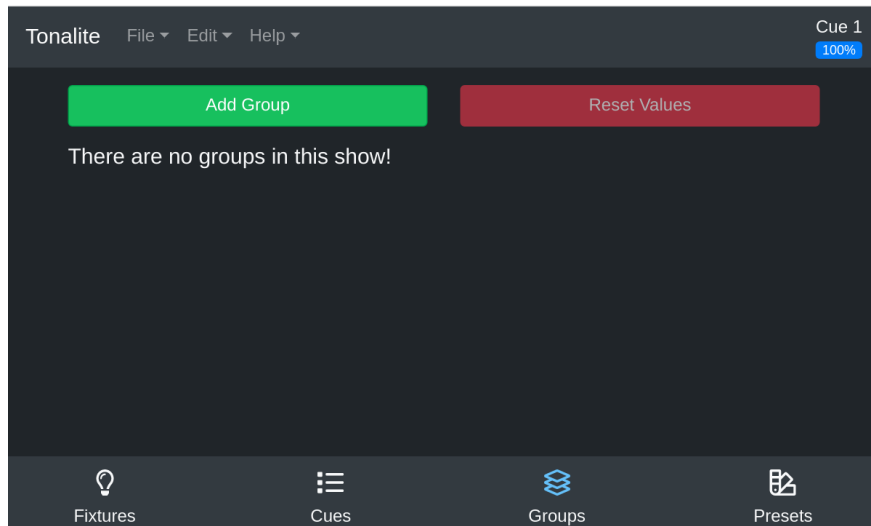 Tonalite File Edit Help Cue 1
100%
Add Group Reset Values
There are no groups in this show!
Fixtures Cues Groups Presets